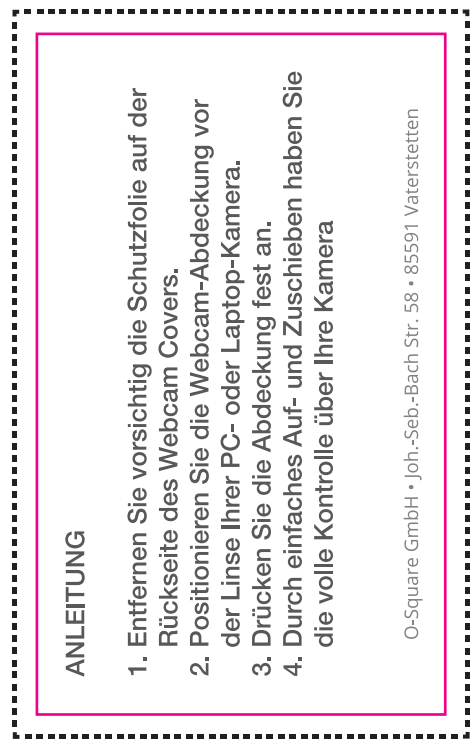 ANLEITUNG
1. Entfernen Sie vorsichtig die Schutzfolie auf der
Rückseite des Webcam Covers.
2. Positionieren Sie die Webcam-Abdeckung vor
der Linse Ihrer PC- oder Laptop-Kamera.
3. Drücken Sie die Abdeckung fest an.
4. Durch einfaches Auf- und Zuschieben haben Sie
die volle Kontrolle über Ihre Kamera
O-Square GmbH • Joh.-Seb.-Bach Str. 58 • 85591 Vaterstetten